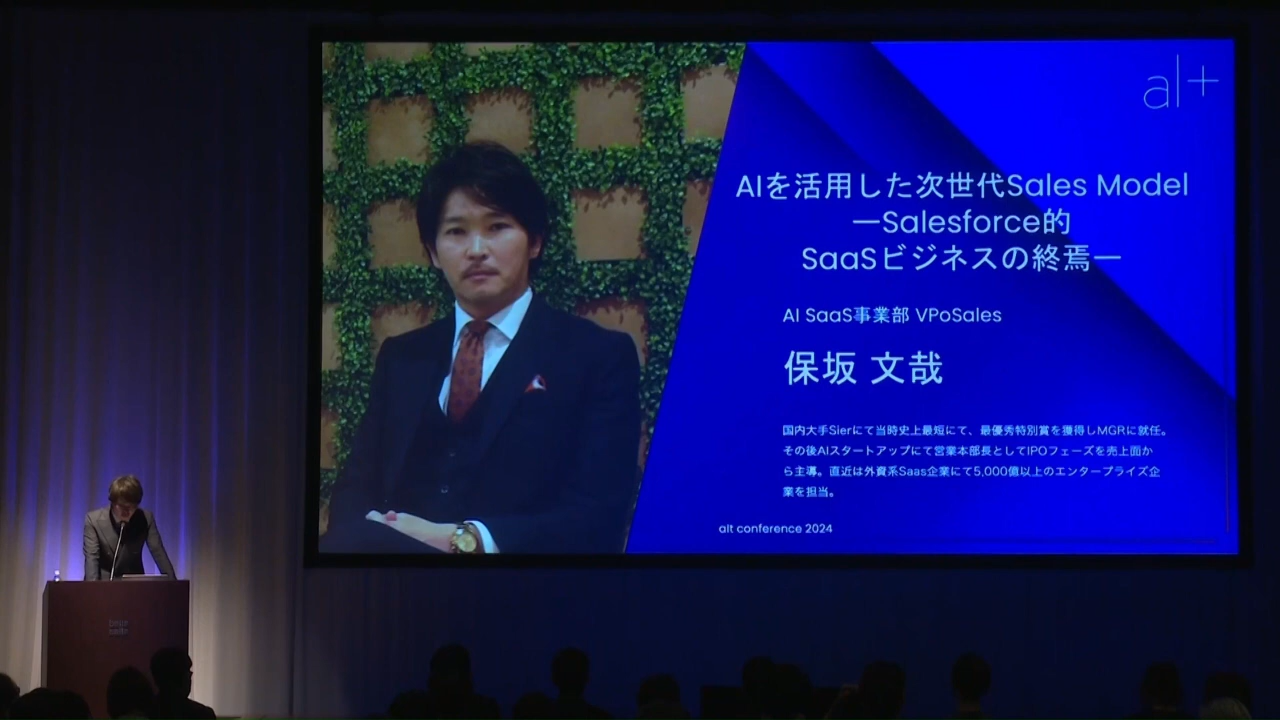 al+
AIを活用した次世代Sales Model
―Salesforce的
SaaSビジネスの終焉―
AI SaaS事業部 VPoSales
保坂 文哉
国内大手SIerにて当時史上最短にて、最優秀特別賞を獲得しMGRに就任。
その後AIスタートアップにて営業本部長としてIPOフェーズを売上面か
ら主導。直近は外資系Saas企業にて5,000億以上のエンタープライズ企
業を担当。
alt conference 2024